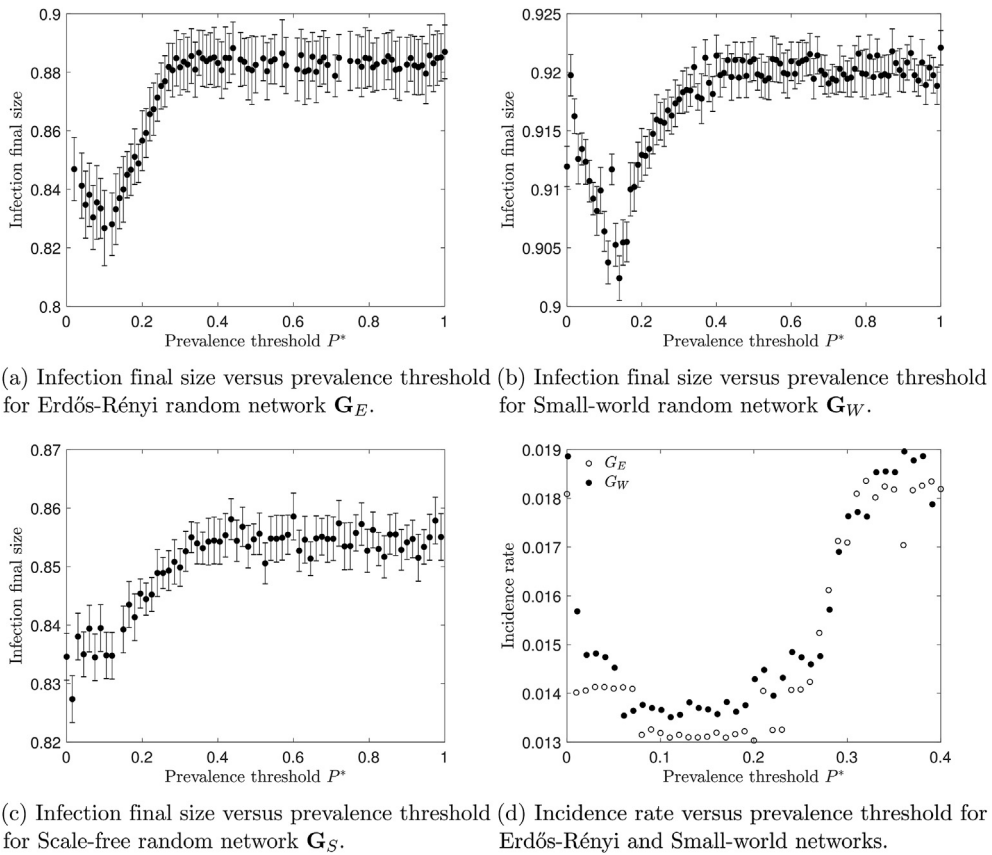 0.9
0.88
0.86
0.84
0.82
0.8
0 0.2 0.4 0.6 0.8 1
Infection final size
Prevalence threshold P*
0.925
0.92
0.915
0.91
0.905
0.9
0 0.2 0.4 0.6 0.8 1
Infection final size
Prevalence threshold P*
(a) Infection final size versus prevalence threshold
for Erdős-Rényi random network G_E.
(b) Infection final size versus prevalence threshold
for Small-world random network G_W.
0.87
0.86
0.85
0.84
0.83
0.82
0 0.2 0.4 0.6 0.8 1
Infection final size
Prevalence threshold P*
0.019
0.018
0.017
0.016
0.015
0.014
0.013
0 0.1 0.2 0.3 0.4
Incidence rate
Prevalence threshold P*
G_E
G_W
(c) Infection final size versus prevalence threshold
for Scale-free random network G_S.
(d) Incidence rate versus prevalence threshold for
Erdős-Rényi and Small-world networks.